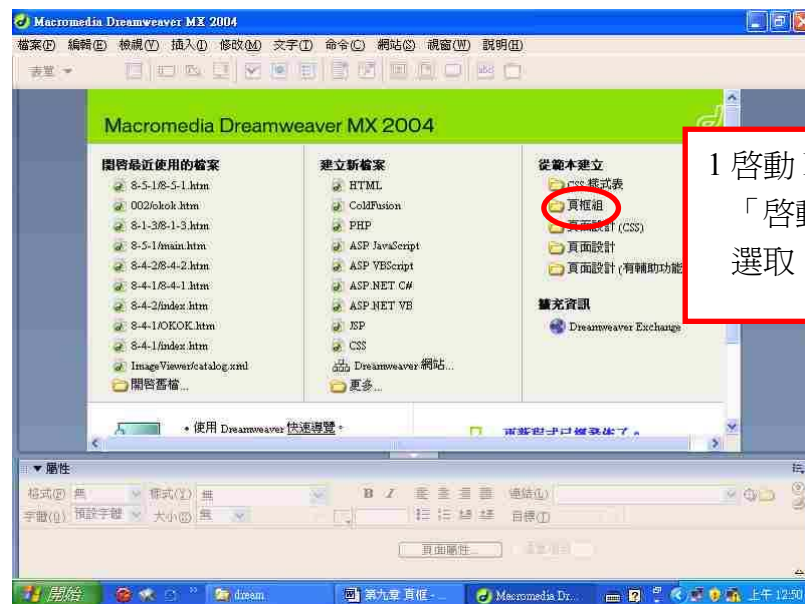 Macromedia Dreamweaver MX 2004
檔案(F) 編輯(E) 檢視(V) 插入(I) 修改(M) 文字(T) 命令(C) 網站(S) 視窗(W) 說明(H)
表單
Macromedia Dreamweaver MX 2004
開啓最近使用的檔案
8-5-1/8-5-1.htm
002/okok.htm
8-1-3/8-1-3.htm
8-5-1/main.htm
8-4-2/8-4-2.htm
8-4-1/8-4-1.htm
8-4-2/index.htm
8-4-1/OKOK.htm
8-4-1/index.htm
ImageViewer/catalog.xml
開啓舊檔...
建立新檔案
HTML
ColdFusion
PHP
ASP JavaScript
ASP VBScript
ASP.NET C#
ASP.NET VB
JSP
CSS
Dreamweaver 網站...
更多...
從範本建立
CSS 樣式表
頁框組
頁面設計 (CSS)
頁面設計
頁面設計 (有輔助功能
擴充資訊
Dreamweaver Exchange
1 啓動
「啓動
選取
• 使用 Dreamweaver 快速導覽。
▼ 屬性
格式(F) 無 樣式(Y) 無 B I 連結(L)
字體(O) 預設字體 大小(S) 無 目標(T)
頁面屬性...
開始 dream 第九章 頁框 - ... Macromedia Dr... 上午 12:50